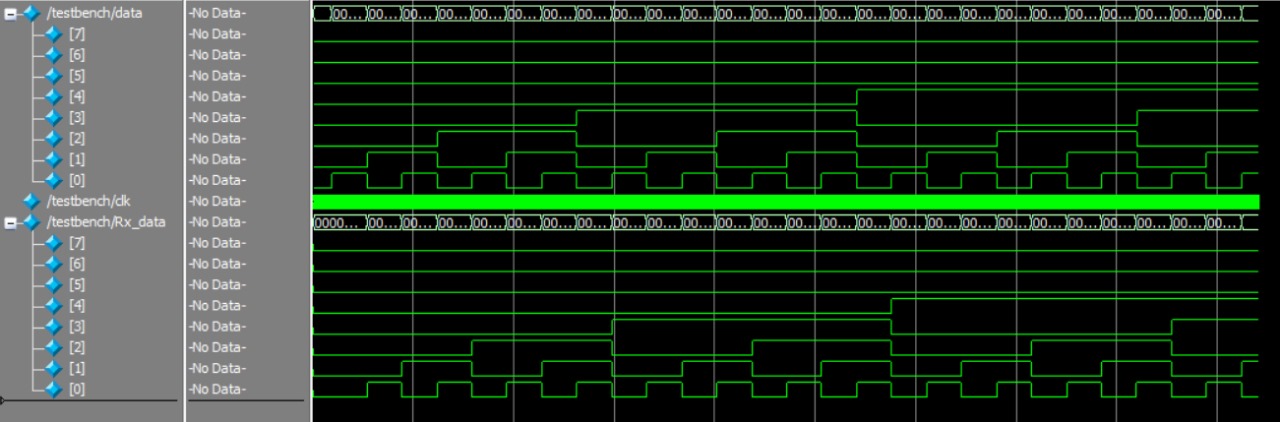 /testbench/data -No Data- 00... 00... 00... 00... 00... 00... 00... 00... 00... 00... 00... 00... 00... 00... 00... 00... 00... 00... 00... 00... 00... 00... 00... 00... 00... 00...
[7] -No Data-
[6] -No Data-
[5] -No Data-
[4] -No Data-
[3] -No Data-
[2] -No Data-
[1] -No Data-
[0] -No Data-
/testbench/clk -No Data-
/testbench/Rx_data -No Data- 0000... 00... 00... 00... 00... 00... 00... 00... 00... 00... 00... 00... 00... 00... 00... 00... 00... 00... 00... 00... 00... 00... 00... 00... 00... 00...
[7] -No Data-
[6] -No Data-
[5] -No Data-
[4] -No Data-
[3] -No Data-
[2] -No Data-
[1] -No Data-
[0] -No Data-